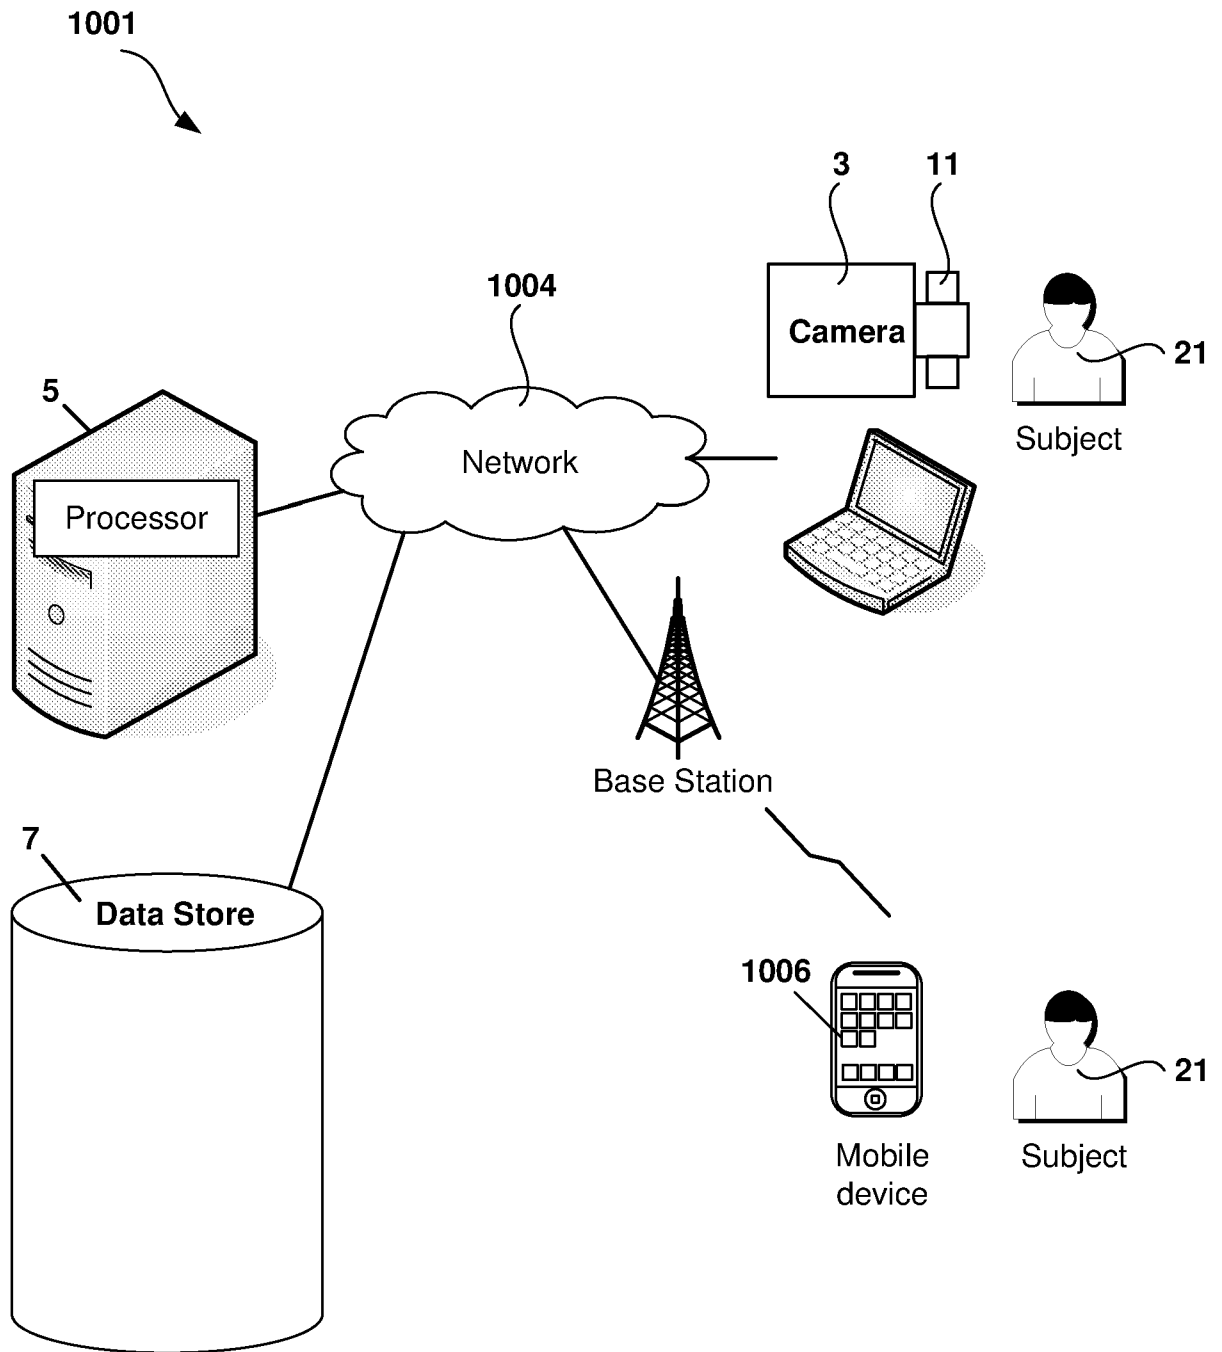 1001
3
11
1004
Camera
21
5
Subject
Network
Processor
Base Station
7
Data Store
1006
21
Mobile
device
Subject